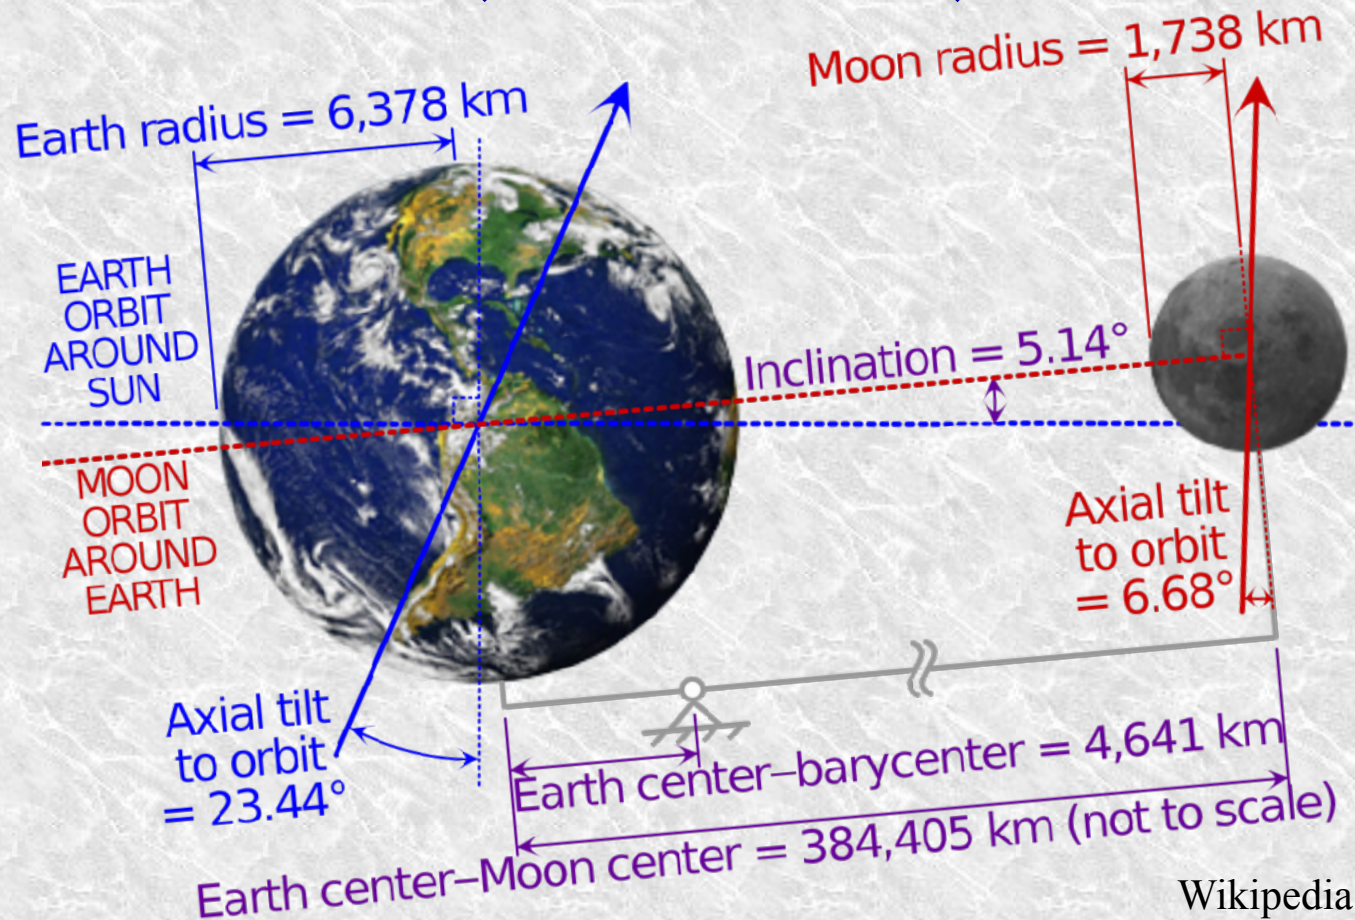 Moon radius = 1,738 km
Earth radius = 6,378 km
EARTH
ORBIT
AROUND
SUN
Inclination = 5.14°
MOON
ORBIT
AROUND
EARTH
Axial tilt
to orbit
= 6.68°
Axial tilt
to orbit
= 23.44°
Earth center–barycenter = 4,641 km
Earth center–Moon center = 384,405 km (not to scale)
Wikipedia